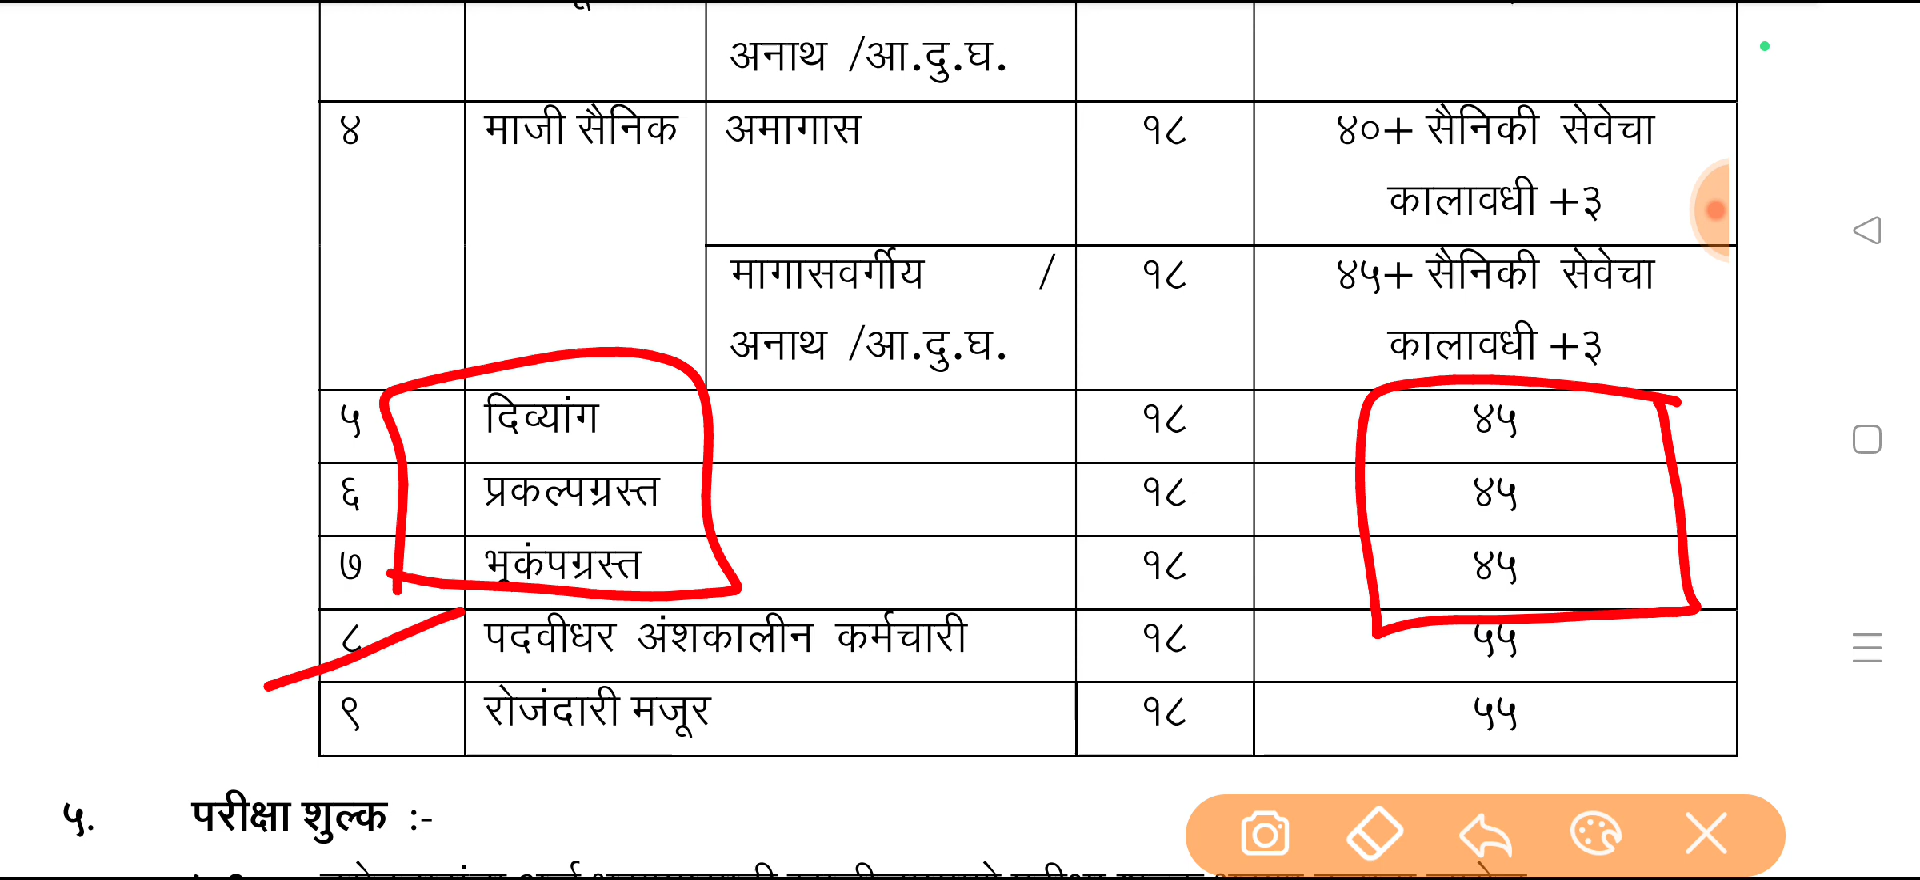 अनाथ /आ.दु.घ.
४ माजी सैनिक अमागास १८ ४०+ सैनिकी सेवेचा
कालावधी +३
मागासवर्गीय / १८ ४५+ सैनिकी सेवेचा
अनाथ /आ.दु.घ. कालावधी +३
५ दिव्यांग १८ ४५
६ प्रकल्पग्रस्त १८ ४५
७ भूकंपग्रस्त १८ ४५
८ पदवीधर अंशकालीन कर्मचारी १८ ५५
९ रोजंदारी मजूर १८ ५५
५. परीक्षा शुल्क :-